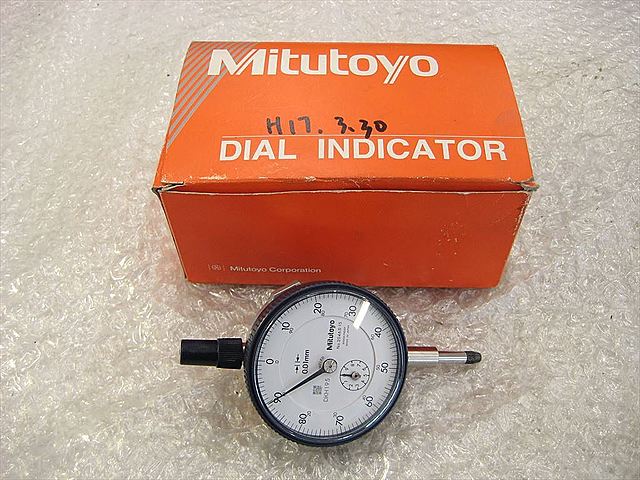 Mitutoyo
H17. 3. 30
DIAL INDICATOR
Mitutoyo Corporation
0 10 20 30 40 50 60 70 80 90
Mitutoyo
0.01mm
DKH195